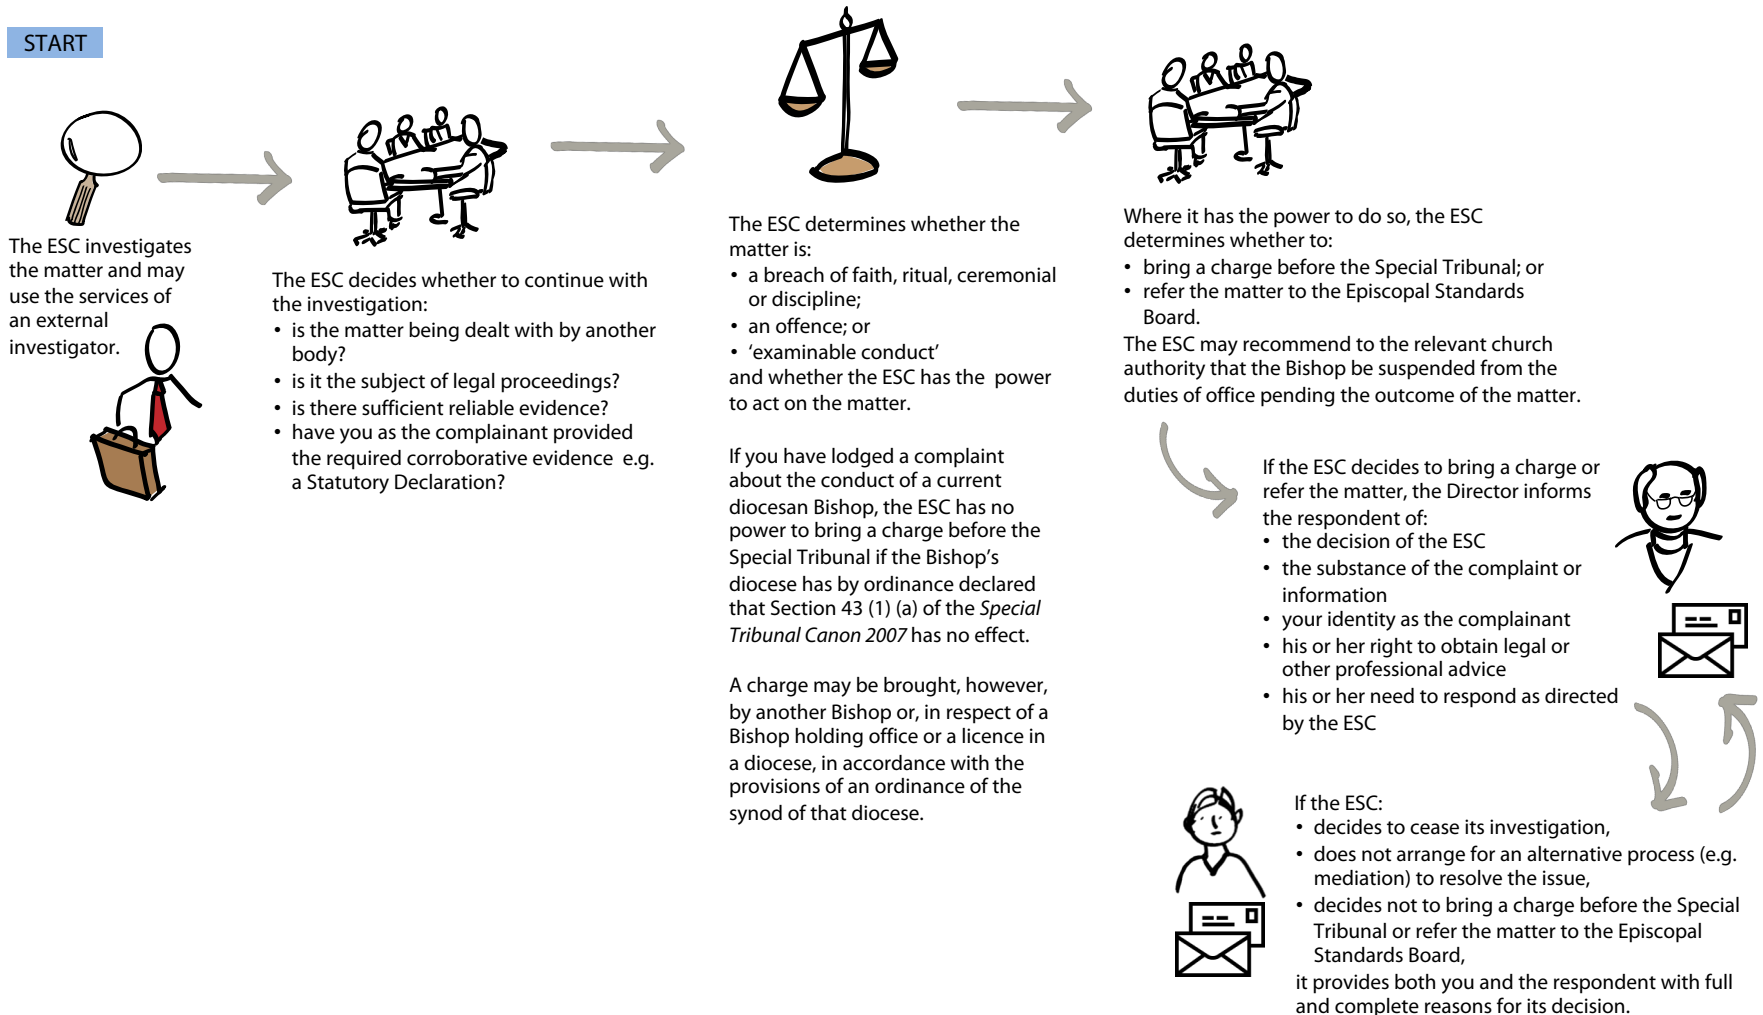 START
The ESC investigates
the matter and may
use the services of
an external
investigator.
The ESC decides whether to continue with
the investigation:
• is the matter being dealt with by another
body?
• is it the subject of legal proceedings?
• is there sufficient reliable evidence?
• have you as the complainant provided
the required corroborative evidence e.g.
a Statutory Declaration?
The ESC determines whether the
matter is:
• a breach of faith, ritual, ceremonial
or discipline;
• an offence; or
• ‘examinable conduct’
and whether the ESC has the power
to act on the matter.
If you have lodged a complaint
about the conduct of a current
diocesan Bishop, the ESC has no
power to bring a charge before the
Special Tribunal if the Bishop’s
diocese has by ordinance declared
that Section 43 (1) (a) of the Special
Tribunal Canon 2007 has no effect.
A charge may be brought, however,
by another Bishop or, in respect of a
Bishop holding office or a licence in
a diocese, in accordance with the
provisions of an ordinance of the
synod of that diocese.
Where it has the power to do so, the ESC
determines whether to:
• bring a charge before the Special Tribunal; or
• refer the matter to the Episcopal Standards
Board.
The ESC may recommend to the relevant church
authority that the Bishop be suspended from the
duties of office pending the outcome of the matter.
If the ESC decides to bring a charge or
refer the matter, the Director informs
the respondent of:
• the decision of the ESC
• the substance of the complaint or
information
• your identity as the complainant
• his or her right to obtain legal or
other professional advice
• his or her need to respond as directed
by the ESC
If the ESC:
• decides to cease its investigation,
• does not arrange for an alternative process (e.g.
mediation) to resolve the issue,
• decides not to bring a charge before the Special
Tribunal or refer the matter to the Episcopal
Standards Board,
it provides both you and the respondent with full
and complete reasons for its decision.